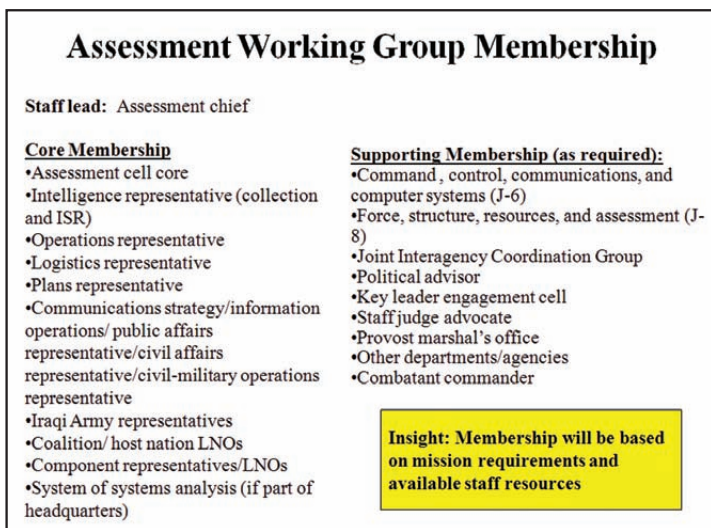 Assessment Working Group Membership
Staff lead: Assessment chief
Core Membership
•Assessment cell core
•Intelligence representative (collection
and ISR)
•Operations representative
•Logistics representative
•Plans representative
•Communications strategy/information
operations/ public affairs
representative/civil affairs
representative/civil-military operations
representative
•Iraqi Army representatives
•Coalition/ host nation LNOs
•Component representatives/LNOs
•System of systems analysis (if part of
headquarters)
Supporting Membership (as required):
•Command , control, communications, and
computer systems (J-6)
•Force, structure, resources, and assessment (J-
8)
•Joint Interagency Coordination Group
•Political advisor
•Key leader engagement cell
•Staff judge advocate
•Provost marshal's office
•Other departments/agencies
•Combatant commander
Insight: Membership will be based
on mission requirements and
available staff resources